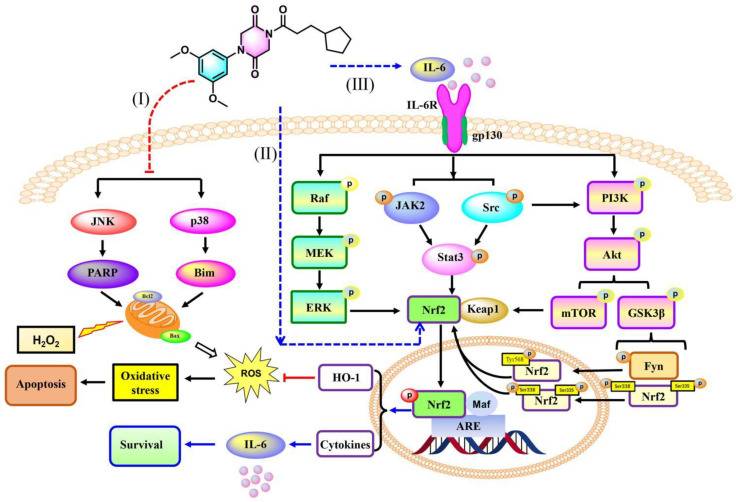 O
O
N
N
O
O
O
(I)
(III)
(II)
IL-6
IL-6R
gp130
JNK
p38
PARP
Bim
Bcl2
Bax
H₂O₂
ROS
Oxidative
stress
Apoptosis
Survival
IL-6
HO-1
Cytokines
Raf
p
MEK
p
ERK
p
JAK2
p
Src
p
Stat3
p
Nrf2
Keap1
PI3K
p
Akt
p
mTOR
p
GSK3β
p
Fyn
p
Tyr568
p
Nrf2
Ser338
p
Ser335
p
Nrf2
Ser338
p
Ser335
p
Nrf2
p
Nrf2
Maf
ARE